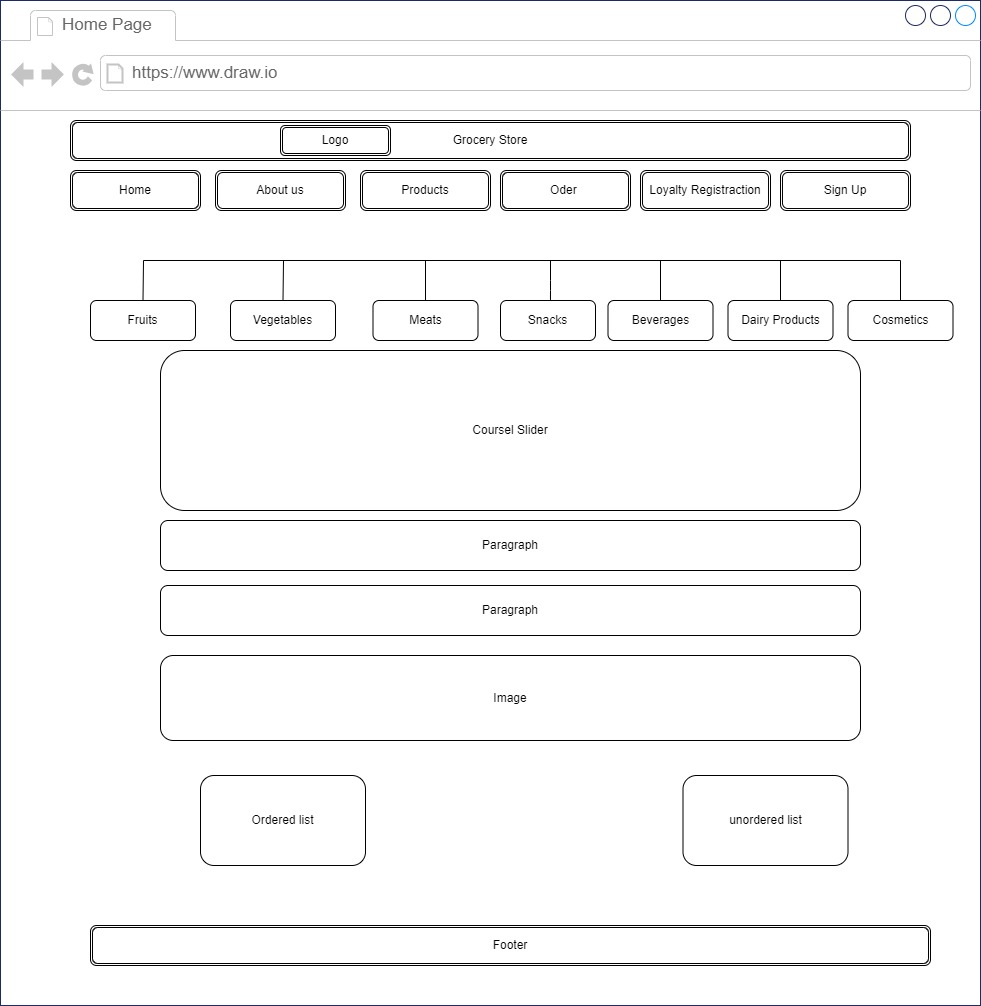 Home Page
https://www.draw.io
Logo
Grocery Store
Home
About us
Products
Oder
Loyalty Registraction
Sign Up
Fruits
Vegetables
Meats
Snacks
Beverages
Dairy Products
Cosmetics
Coursel Slider
Paragraph
Paragraph
Image
Ordered list
unordered list
Footer